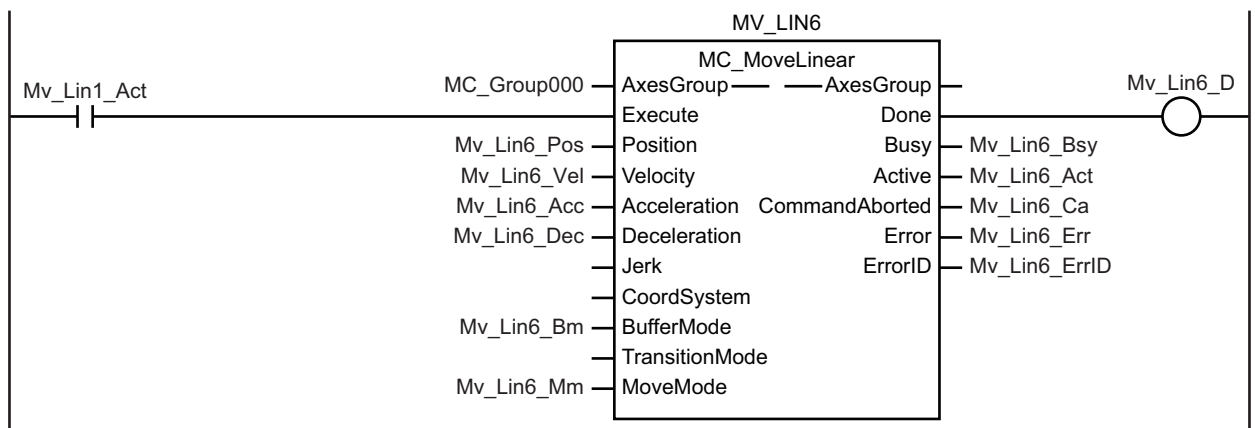 MV_LIN6
MC_MoveLinear
Mv_Lin1_Act
MC_Group000 AxesGroup AxesGroup
Mv_Lin6_D
Execute Done
Mv_Lin6_Pos Position Busy Mv_Lin6_Bsy
Mv_Lin6_Vel Velocity Active Mv_Lin6_Act
Mv_Lin6_Acc Acceleration CommandAborted Mv_Lin6_Ca
Mv_Lin6_Dec Deceleration Error Mv_Lin6_Err
Jerk ErrorID Mv_Lin6_ErrID
CoordSystem
Mv_Lin6_Bm BufferMode
TransitionMode
Mv_Lin6_Mm MoveMode